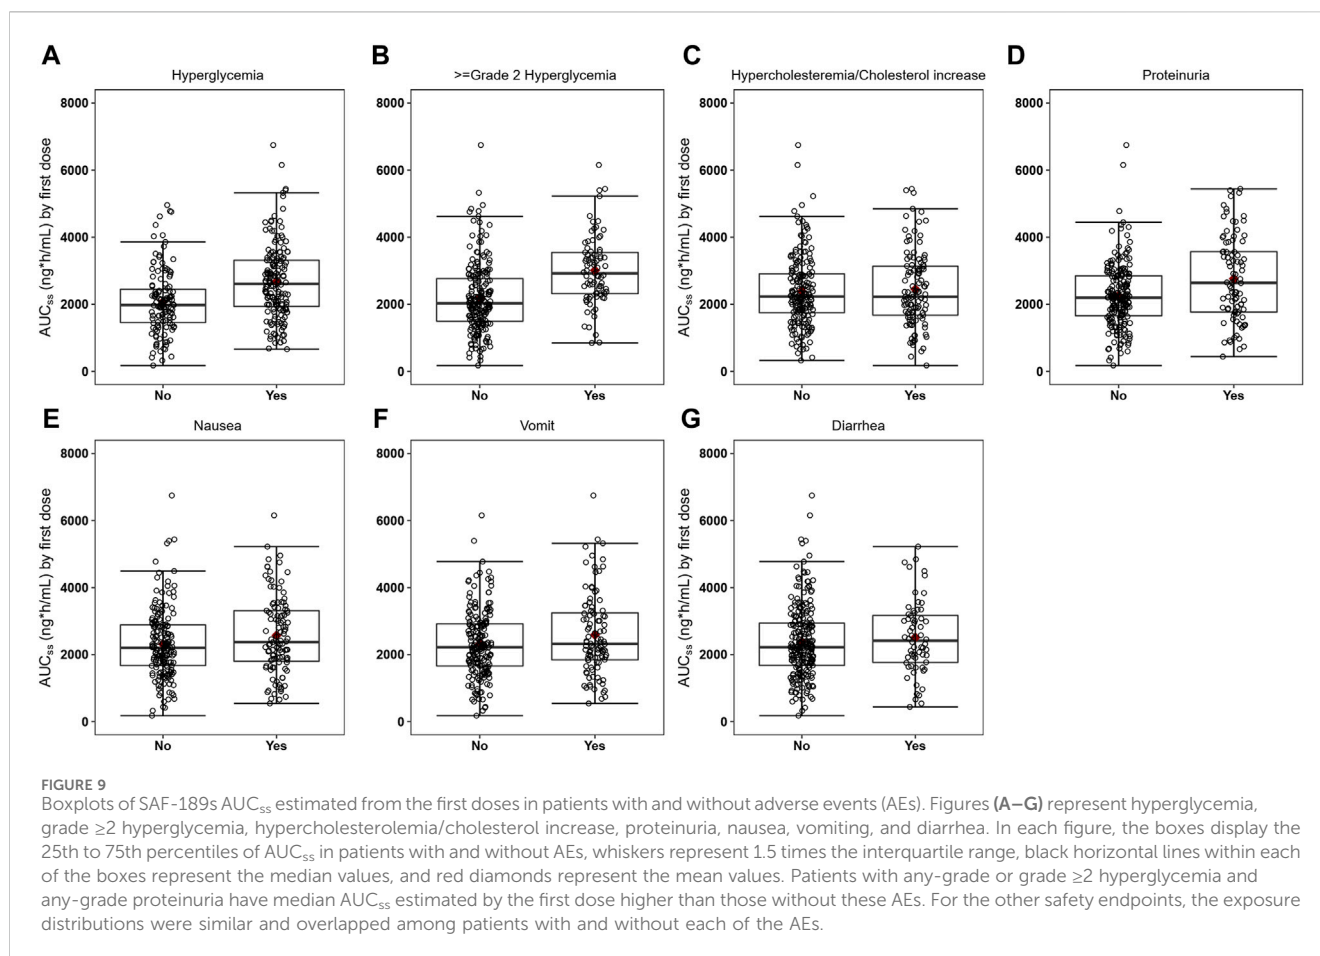 A
B
C
D
Hyperglycemia
>=Grade 2 Hyperglycemia
Hypercholesteremia/Cholesterol increase
Proteinuria
AUCss (ng*h/mL) by first dose
8000
6000
4000
2000
0
No
Yes
AUCss (ng*h/mL) by first dose
8000
6000
4000
2000
0
No
Yes
AUCss (ng*h/mL) by first dose
8000
6000
4000
2000
0
No
Yes
8000
6000
4000
2000
0
No
Yes
E
F
G
Nausea
Vomit
Diarrhea
AUCss (ng*h/mL) by first dose
8000
6000
4000
2000
0
No
Yes
8000
6000
4000
2000
0
No
Yes
AUCss (ng*h/mL) by first dose
8000
6000
4000
2000
0
No
Yes
FIGURE 9
Boxplots of SAF-189s AUCss estimated from the first doses in patients with and without adverse events (AEs). Figures (A–G) represent hyperglycemia,
grade ≥2 hyperglycemia, hypercholesterolemia/cholesterol increase, proteinuria, nausea, vomiting, and diarrhea. In each figure, the boxes display the
25th to 75th percentiles of AUCss in patients with and without AEs, whiskers represent 1.5 times the interquartile range, black horizontal lines within each
of the boxes represent the median values, and red diamonds represent the mean values. Patients with any-grade or grade ≥2 hyperglycemia and
any-grade proteinuria have median AUCss estimated by the first dose higher than those without these AEs. For the other safety endpoints, the exposure
distributions were similar and overlapped among patients with and without each of the AEs.